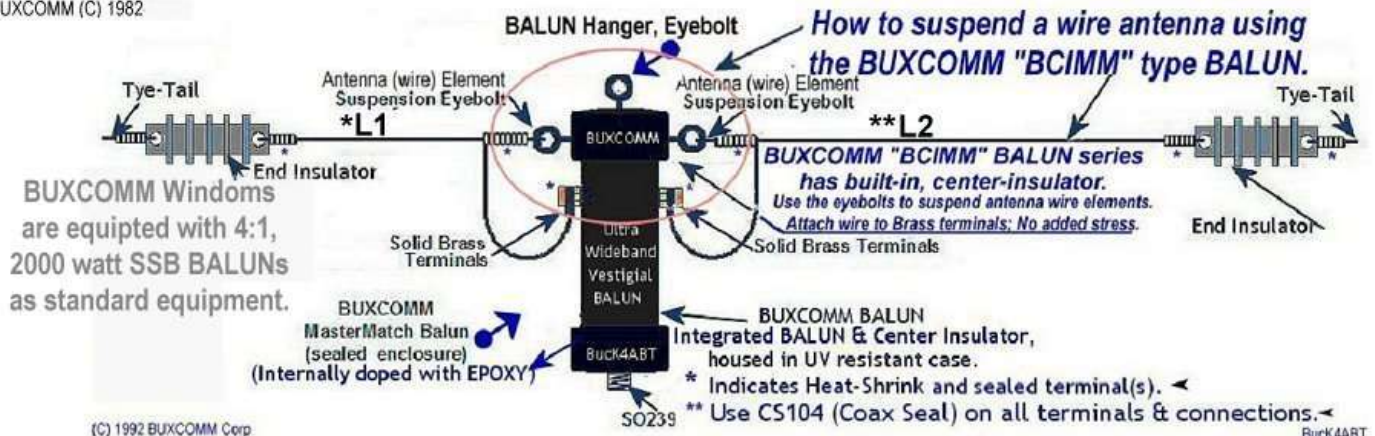 UXCOMM (C) 1982
BALUN Hanger, Eyebolt
How to suspend a wire antenna using
the BUXCOMM "BCIMM" type BALUN.
Tye-Tail
Antenna (wire) Element
Suspension Eyebolt
Antenna (wire) Element
Suspension Eyebolt
Tye-Tail
*L1
**L2
BUXCOMM
*
*
*
*
*
*
End Insulator
BUXCOMM "BCIMM" BALUN series
has built-in, center-insulator.
Use the eyebolts to suspend antenna wire elements.
Attach wire to Brass terminals; No added stress.
End Insulator
BUXCOMM Windoms
are equipted with 4:1,
2000 watt SSB BALUNs
as standard equipment.
Solid Brass
Terminals
Solid Brass Terminals
Ultra
Wideband
Vestigial
BALUN
BUXCOMM
MasterMatch Balun
(sealed enclosure)
(Internally doped with EPOXY)
BUXCOMM BALUN
Integrated BALUN & Center Insulator,
housed in UV resistant case.
BucK4ABT
* Indicates Heat-Shrink and sealed terminal(s).
SO239
** Use CS104 (Coax Seal) on all terminals & connections.
(C) 1992 BUXCOMM Corp
BucK4ABT